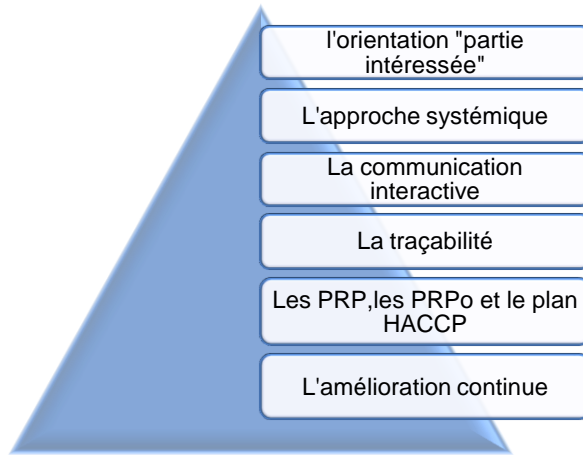 l'orientation "partie
intéressée"
L'approche systémique
La communication
interactive
La traçabilité
Les PRP,les PRPo et le plan
HACCP
L'amélioration continue